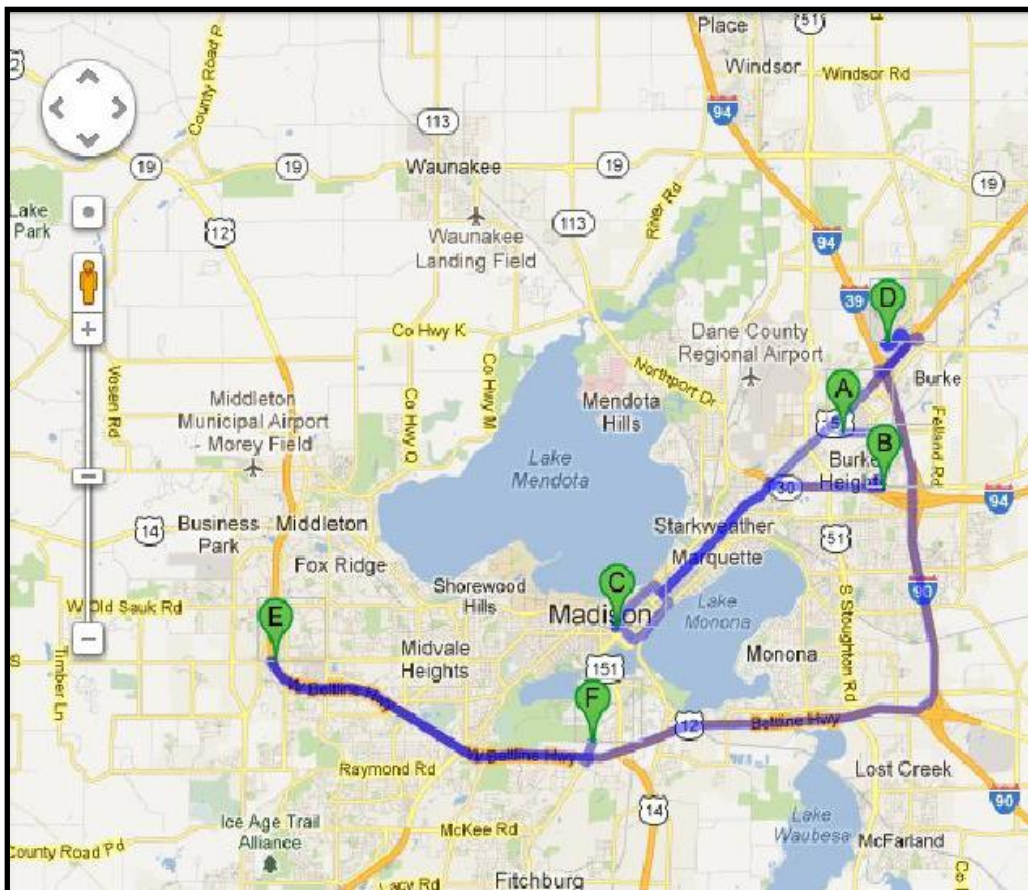 Place
51
Windsor
Windsor Rd
County Road P
94
113
19
19
19
Waunakee
19
Lake
Park
12
113
River Rd
Waunakee
Landing Field
94
39
D
Co Hwy K
Dane County
Regional Airport
Northport Dr
Vosen Rd
Co Hwy Q
Co Hwy M
Mendota
Hills
Burke
A
Middleton
Municipal Airport
- Morey Field
Felland Rd
B
Lake
Mendota
Burke
Heights
30
94
14
Business
Park
Middleton
Starkweather
51
Fox Ridge
Marquette
Shorewood
Hills
C
90
W Old Sauk Rd
E
Madison
Lake
Monona
S Stoughton Rd
Midvale
Heights
Monona
S
Timber Ln
151
F
W Beltline Hwy
12
Beltline Hwy
W Beltline Hwy
Raymond Rd
Lost Creek
14
90
Ice Age Trail
Alliance
McKee Rd
Lake
Waubesa
McFarland
County Road Pd
Co
Lacy Rd
Fitchburg